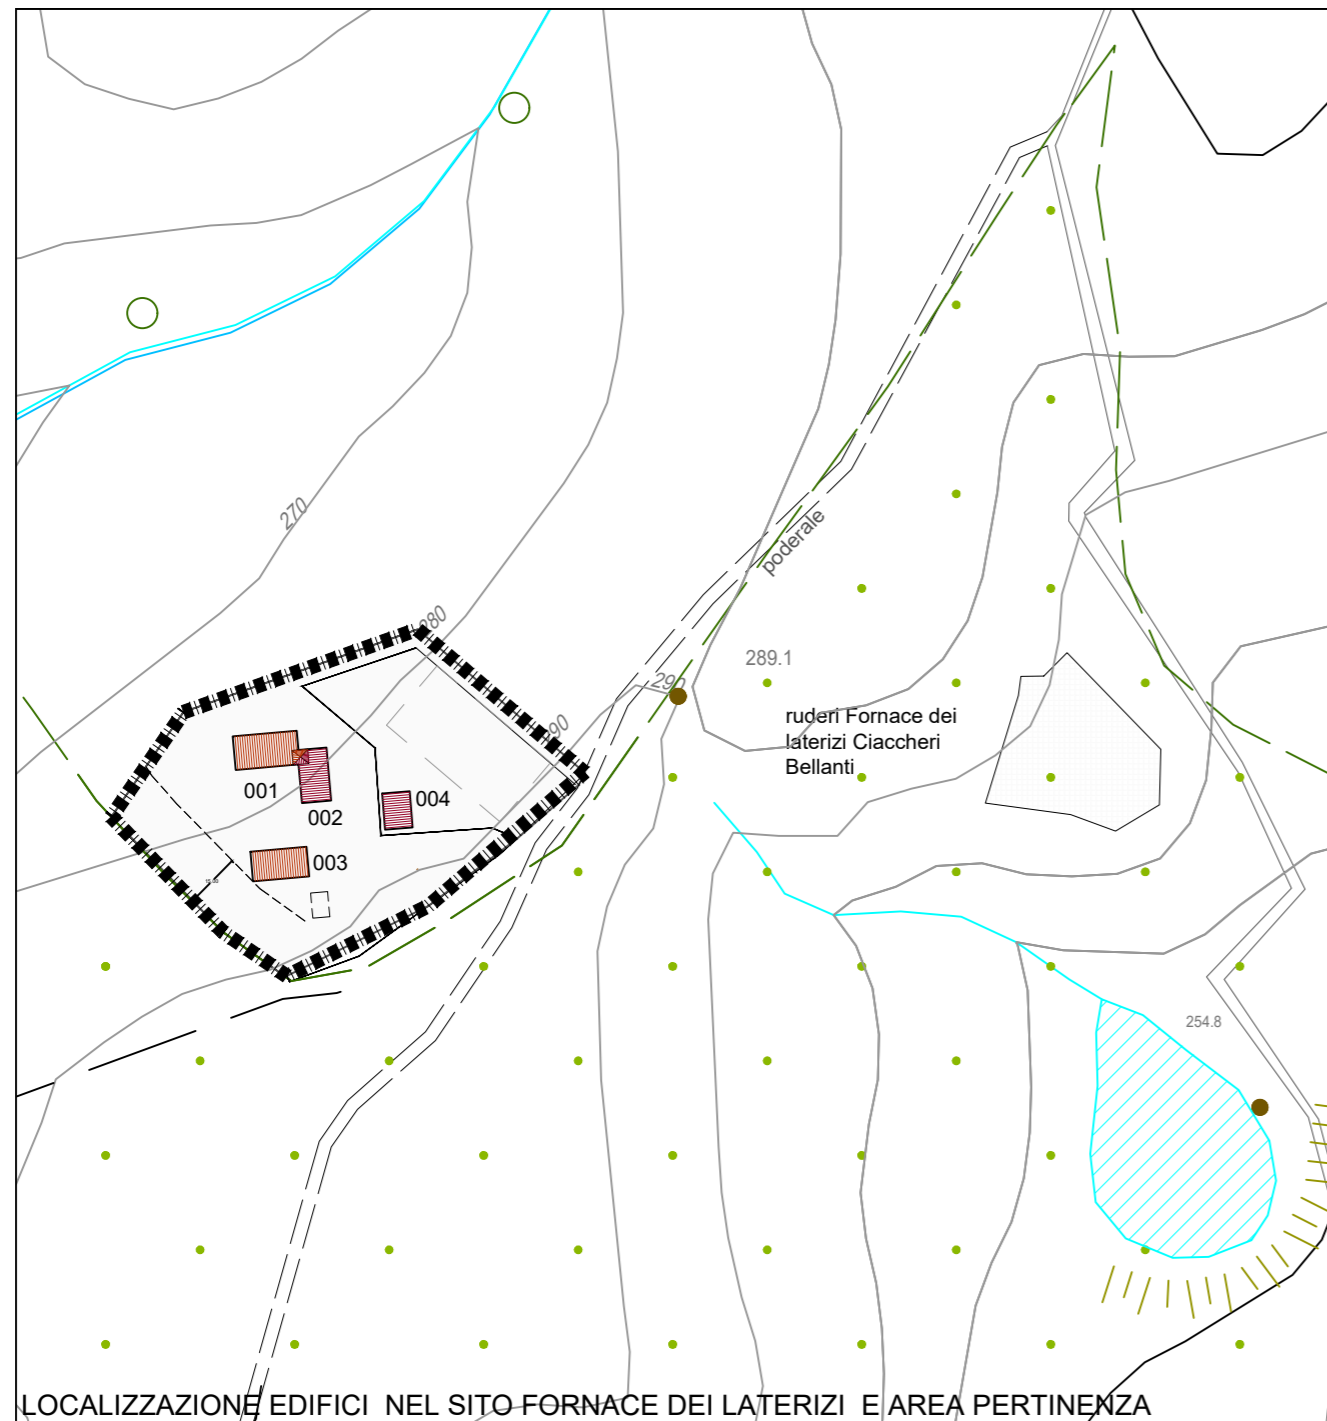 270
280
poderale
289.1
290
290
ruderi Fornace dei
laterizi Ciaccheri
Bellanti
001
002
004
003
254.8
LOCALIZZAZIONE EDIFICI NEL SITO FORNACE DEI LATERIZI E AREA PERTINENZA